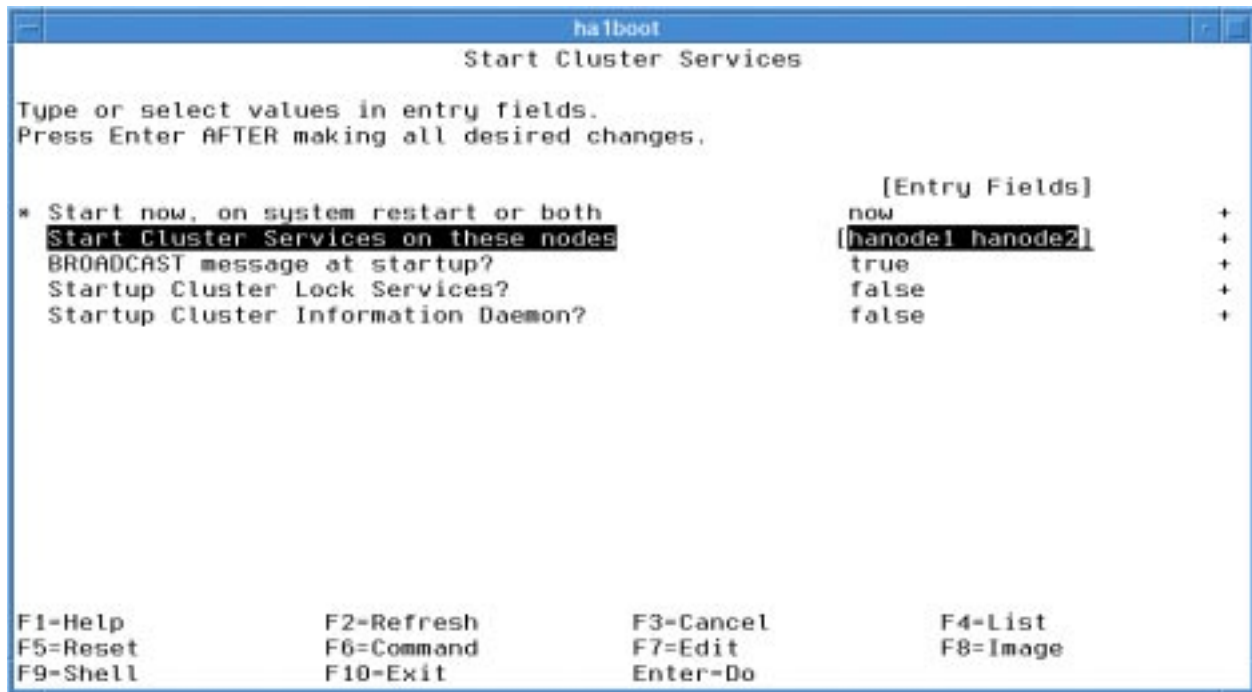 ha1boot
Start Cluster Services
Type or select values in entry fields.
Press Enter AFTER making all desired changes.
[Entry Fields]
* Start now, on system restart or both now +
Start Cluster Services on these nodes [hanode1 hanode2] +
BROADCAST message at startup? true +
Startup Cluster Lock Services? false +
Startup Cluster Information Daemon? false +
F1=Help F2=Refresh F3=Cancel F4=List
F5=Reset F6=Command F7=Edit F8=Image
F9=Shell F10=Exit Enter=Do